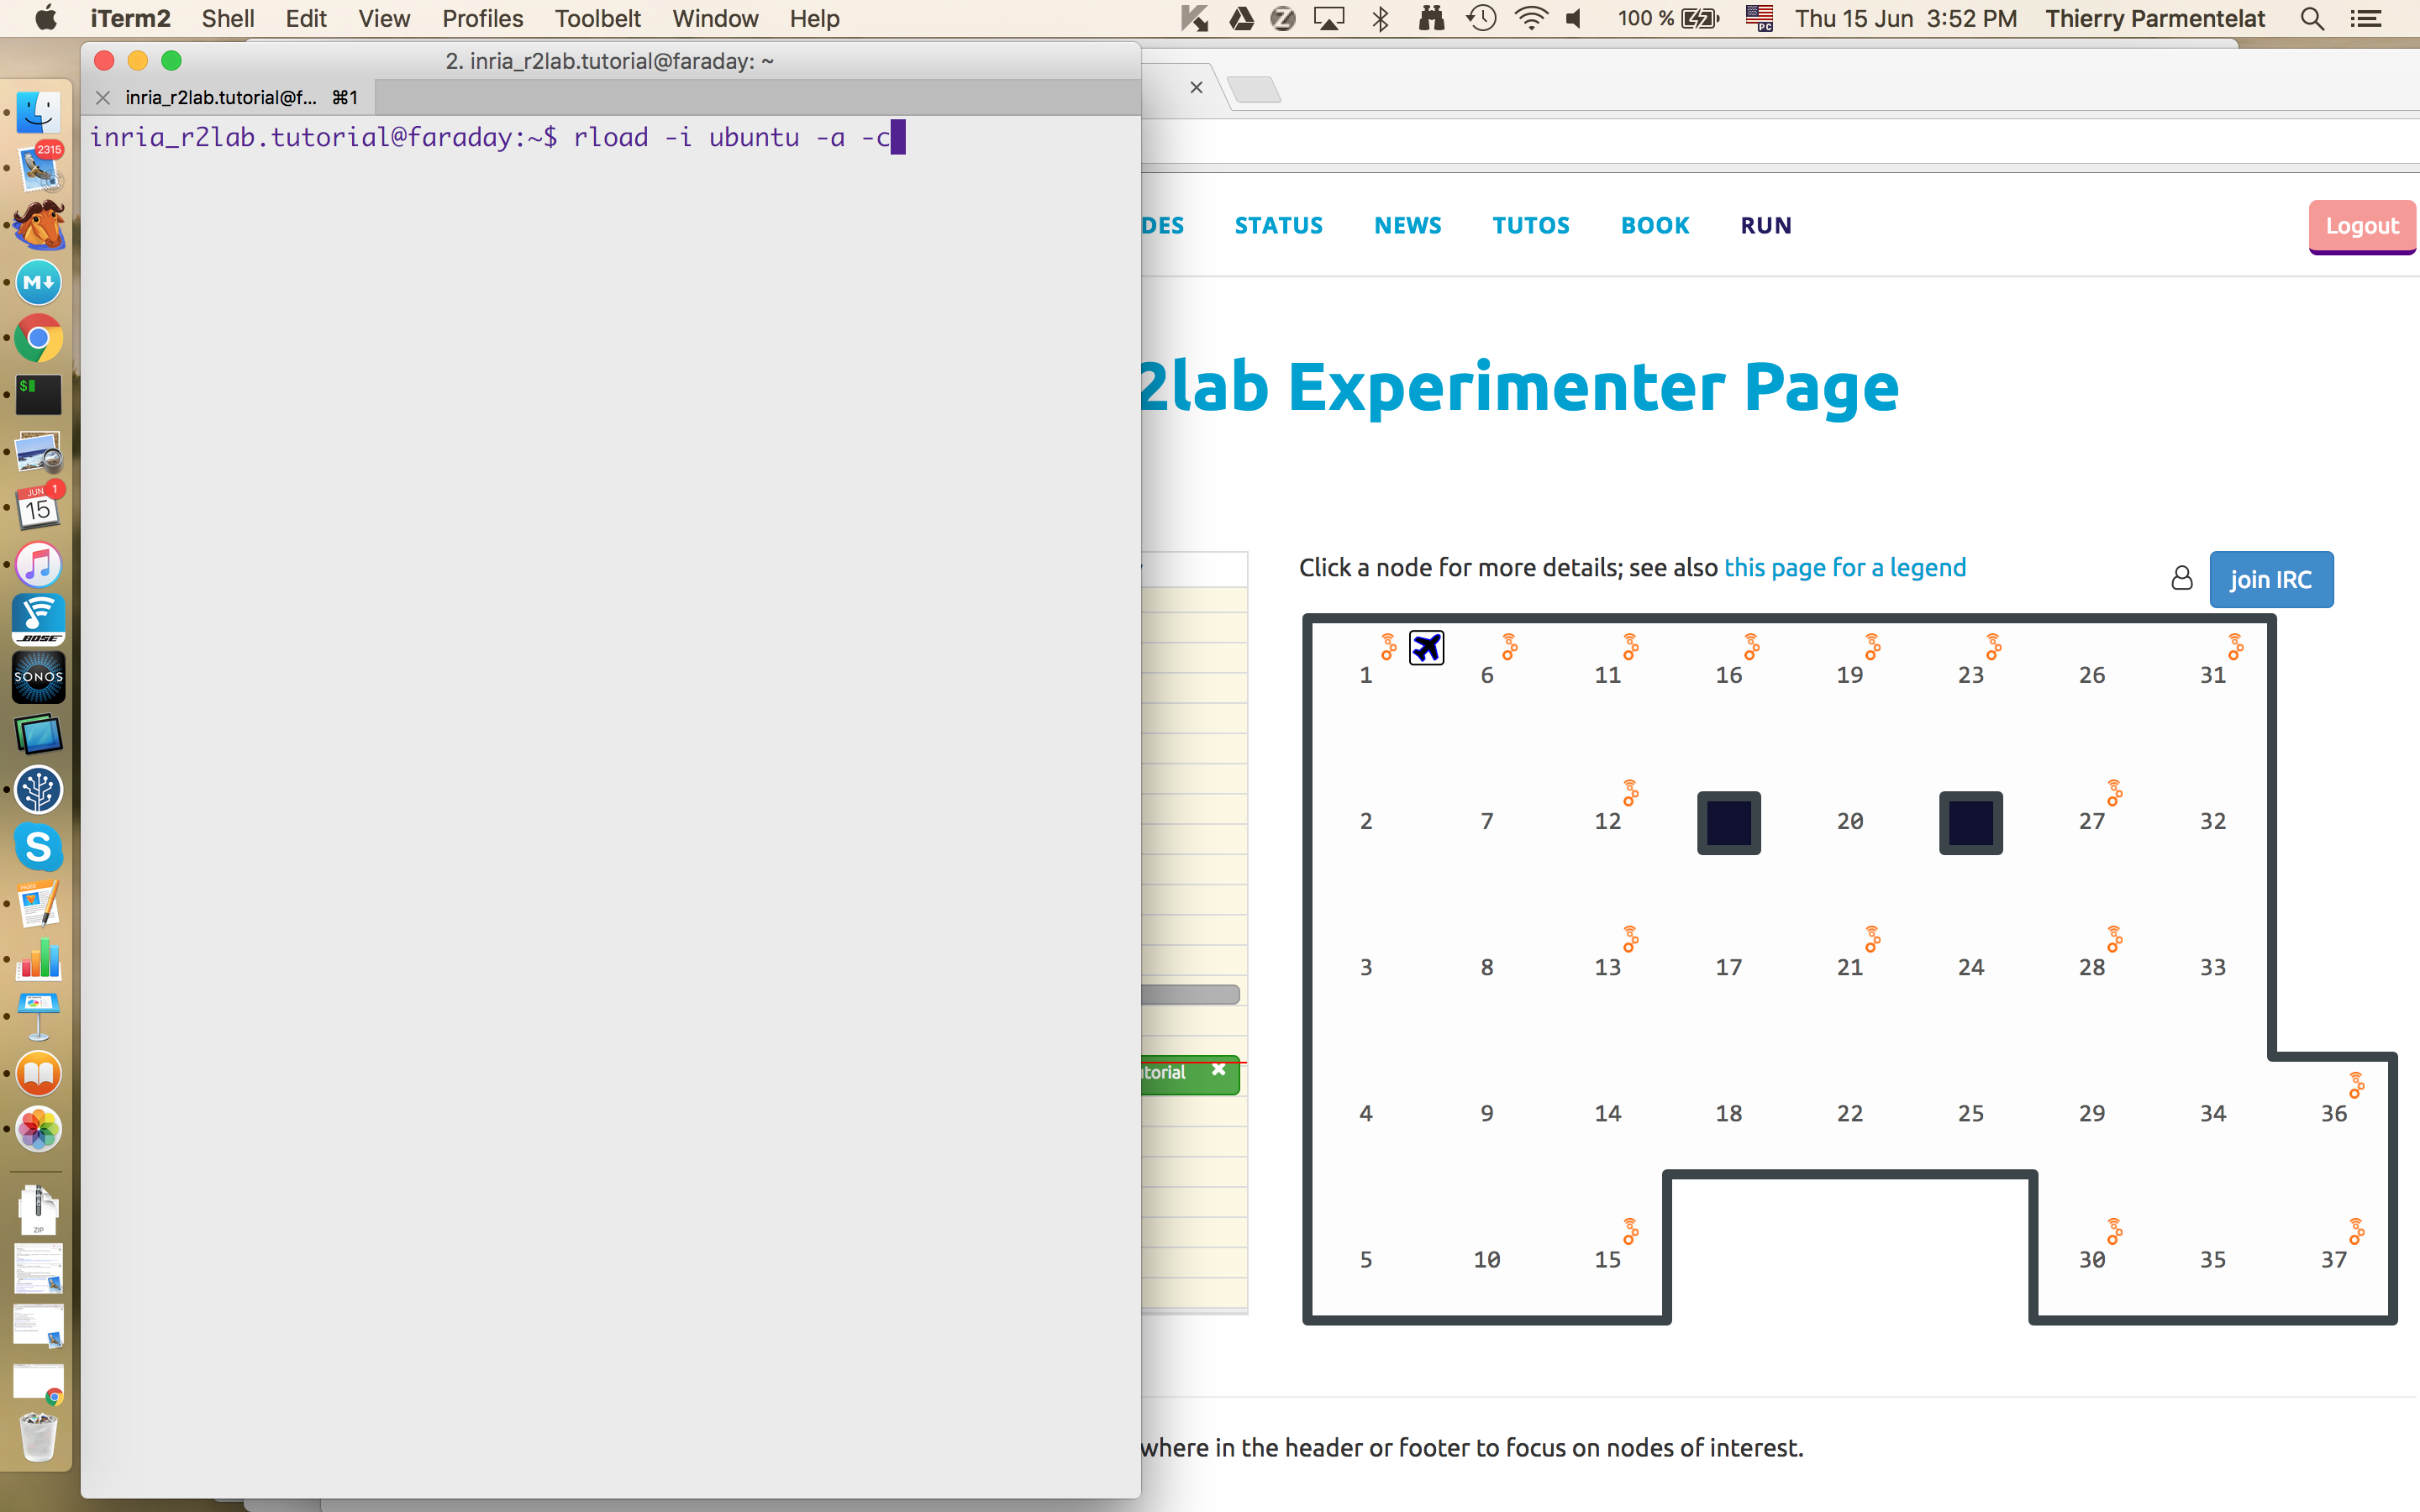 iTerm2 Shell Edit View Profiles Toolbelt Window Help 100 % PC Thu 15 Jun 3:52 PM Thierry Parmentelat
2. inria_r2lab.tutorial@faraday: ~
inria_r2lab.tutorial@f... ⌘1
inria_r2lab.tutorial@faraday:~$ rload -i ubuntu -a -c
2315
M
$
JUN 1
15
BOSE
SONOS
S
PAGES
ZIP
DES STATUS NEWS TUTOS BOOK RUN
Logout
2lab Experimenter Page
Click a node for more details; see also this page for a legend
join IRC
1 6 11 16 19 23 26 31
2 7 12 20 27 32
3 8 13 17 21 24 28 33
torial
4 9 14 18 22 25 29 34 36
5 10 15 30 35 37
where in the header or footer to focus on nodes of interest.